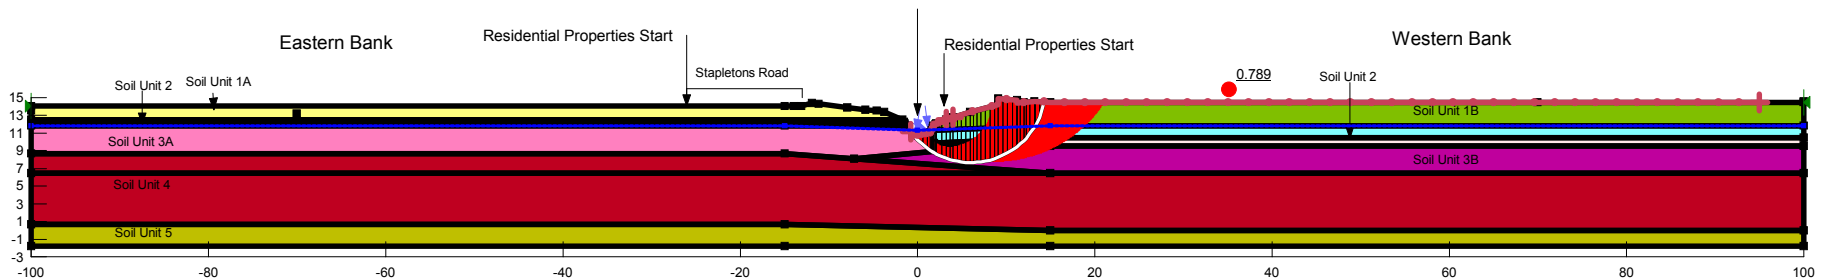 Eastern Bank
Residential Properties Start
Residential Properties Start
Western Bank
Stapletons Road
0.789
Soil Unit 2
Soil Unit 1A
Soil Unit 2
Soil Unit 1B
Soil Unit 3A
Soil Unit 3B
Soil Unit 4
Soil Unit 5
15
13
11
9
7
5
3
1
-1
-3
-100
-80
-60
-40
-20
0
20
40
60
80
100